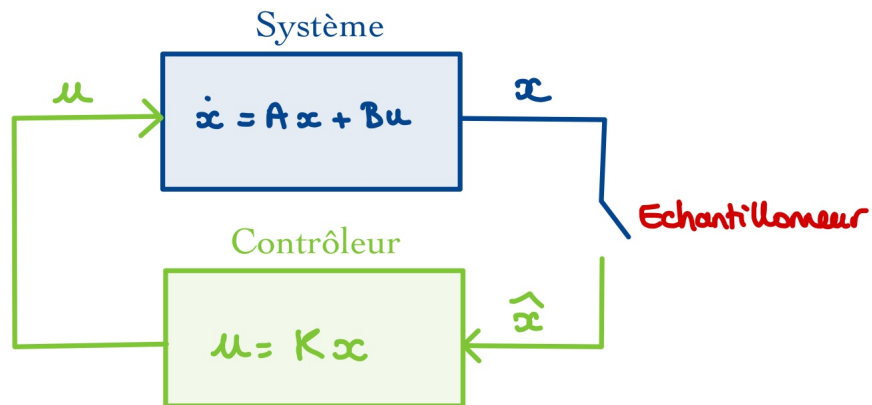 Système
u
ẋ = Ax + Bu
x
Echantillonneur
Contrôleur
u = Kx
x̂